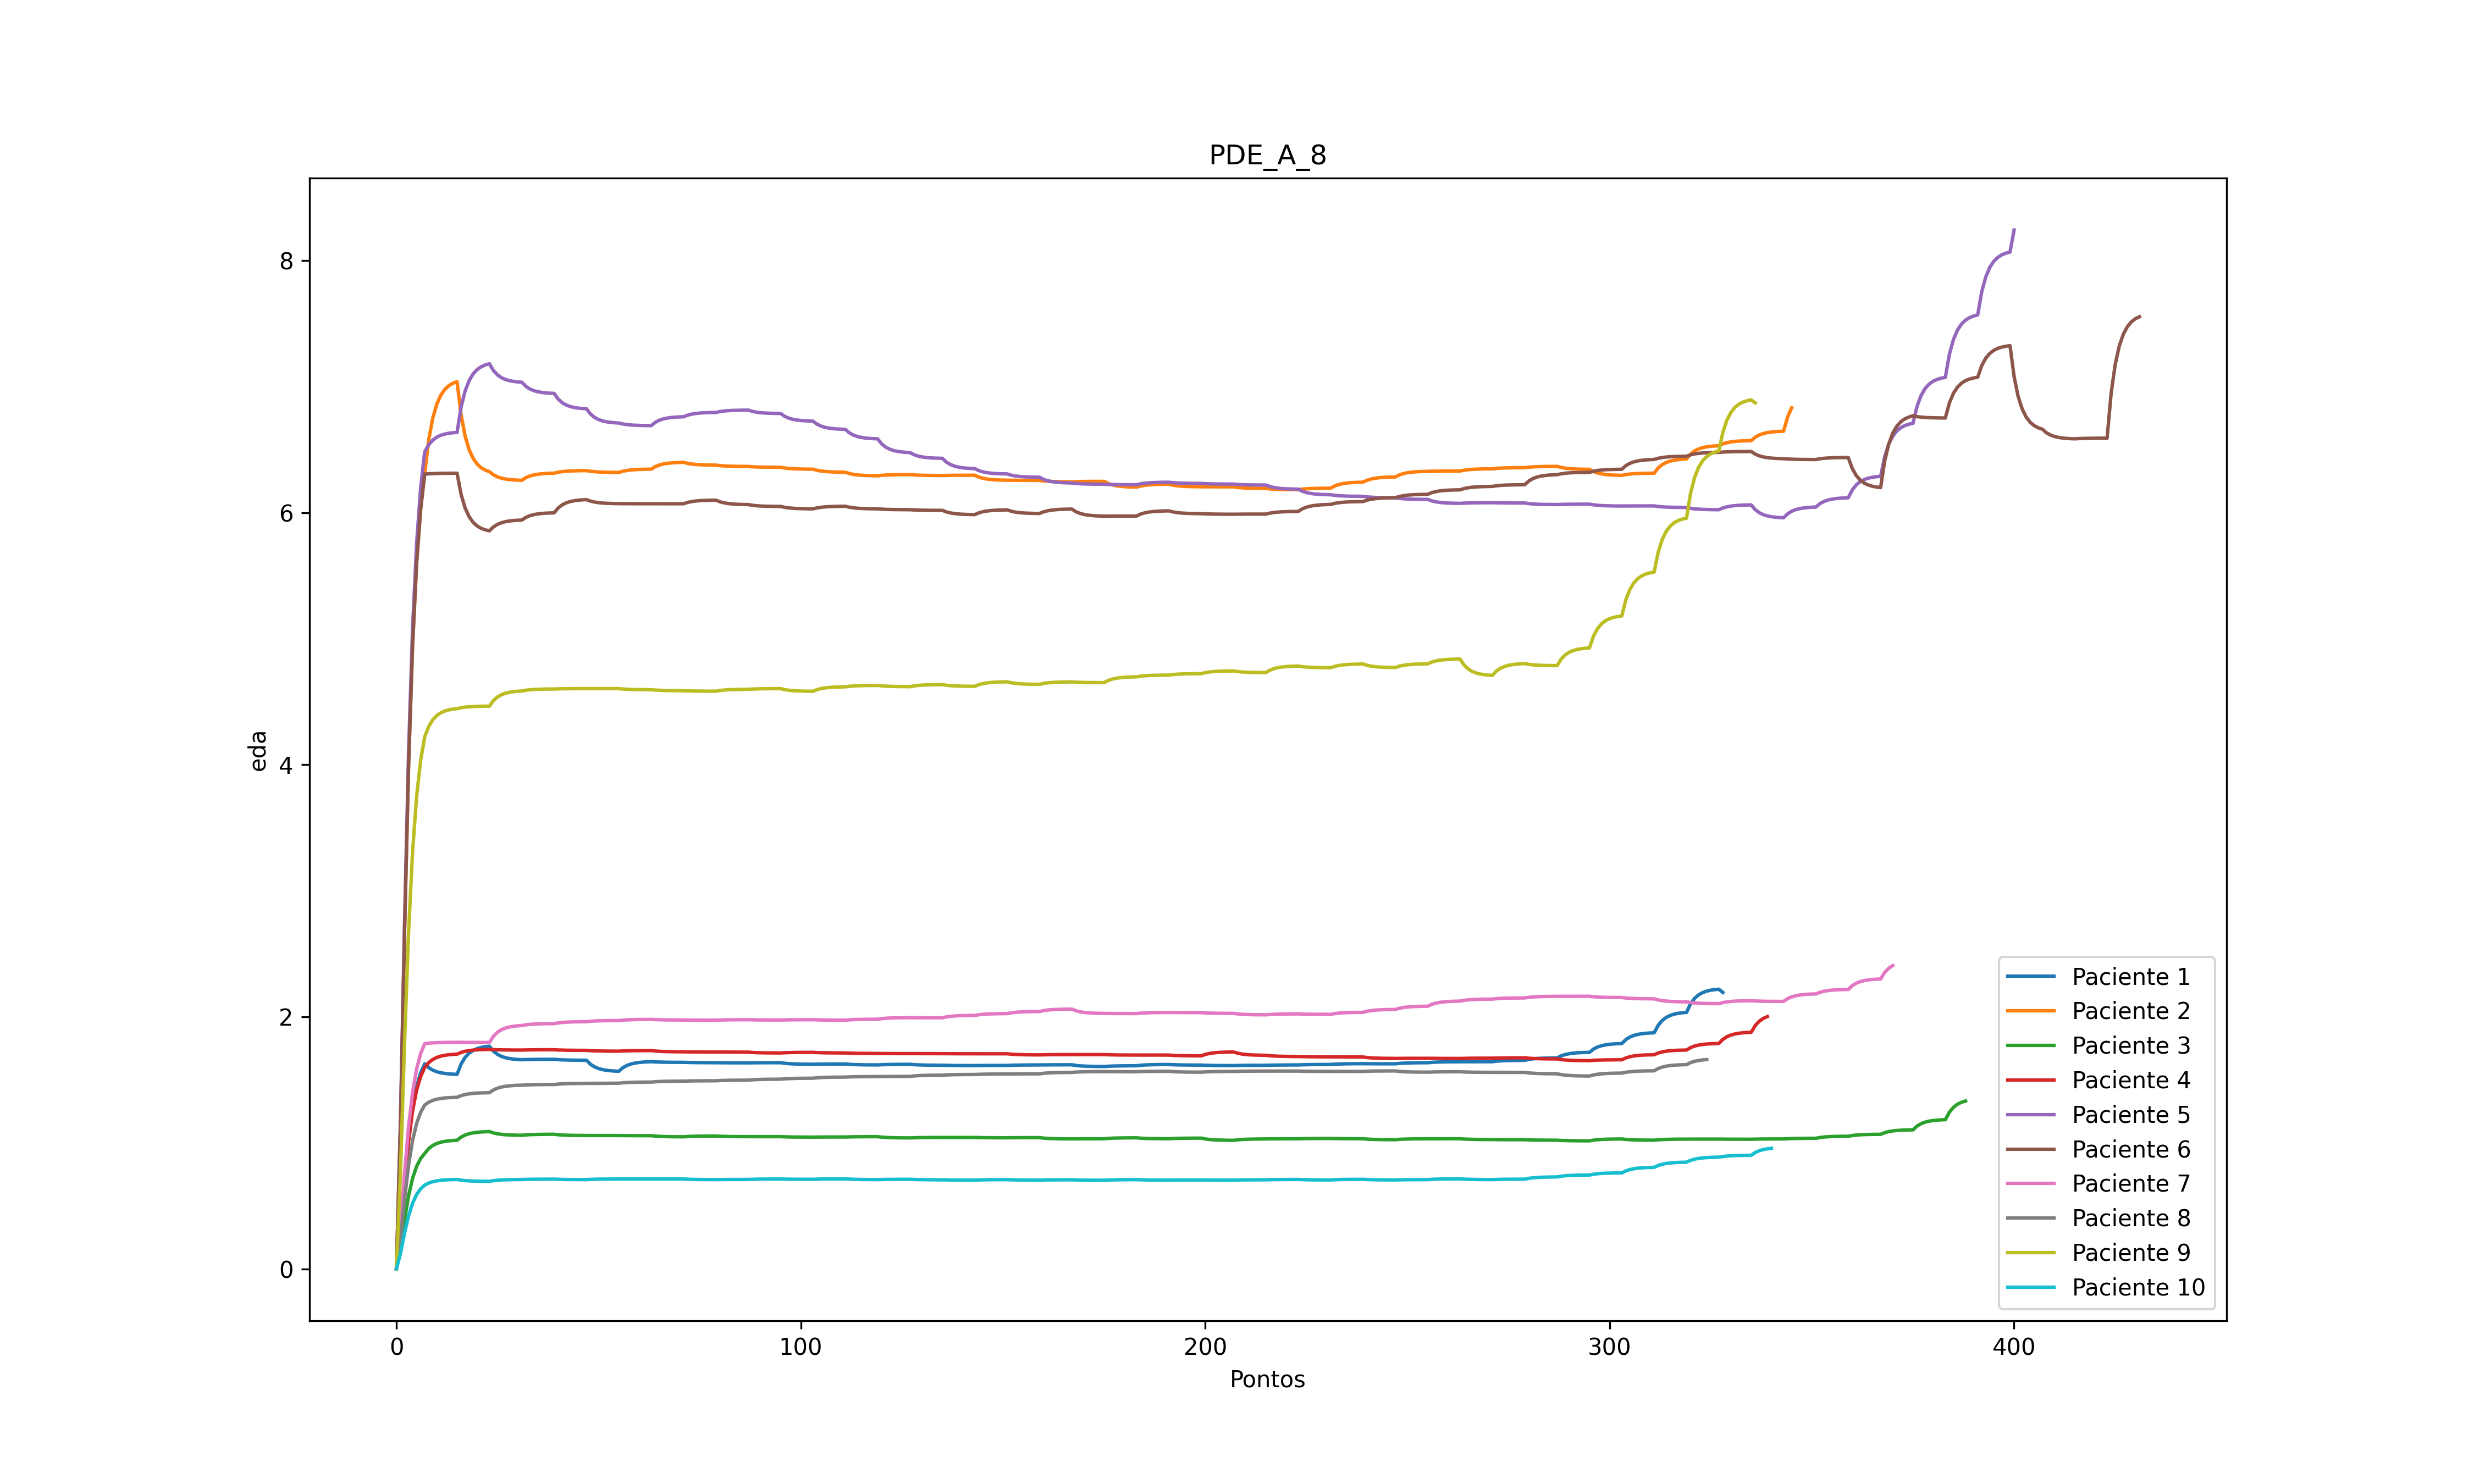 PDE_A_8
8
6
4
2
0
eda
0 100 200 300 400
Pontos
Paciente 1
Paciente 2
Paciente 3
Paciente 4
Paciente 5
Paciente 6
Paciente 7
Paciente 8
Paciente 9
Paciente 10